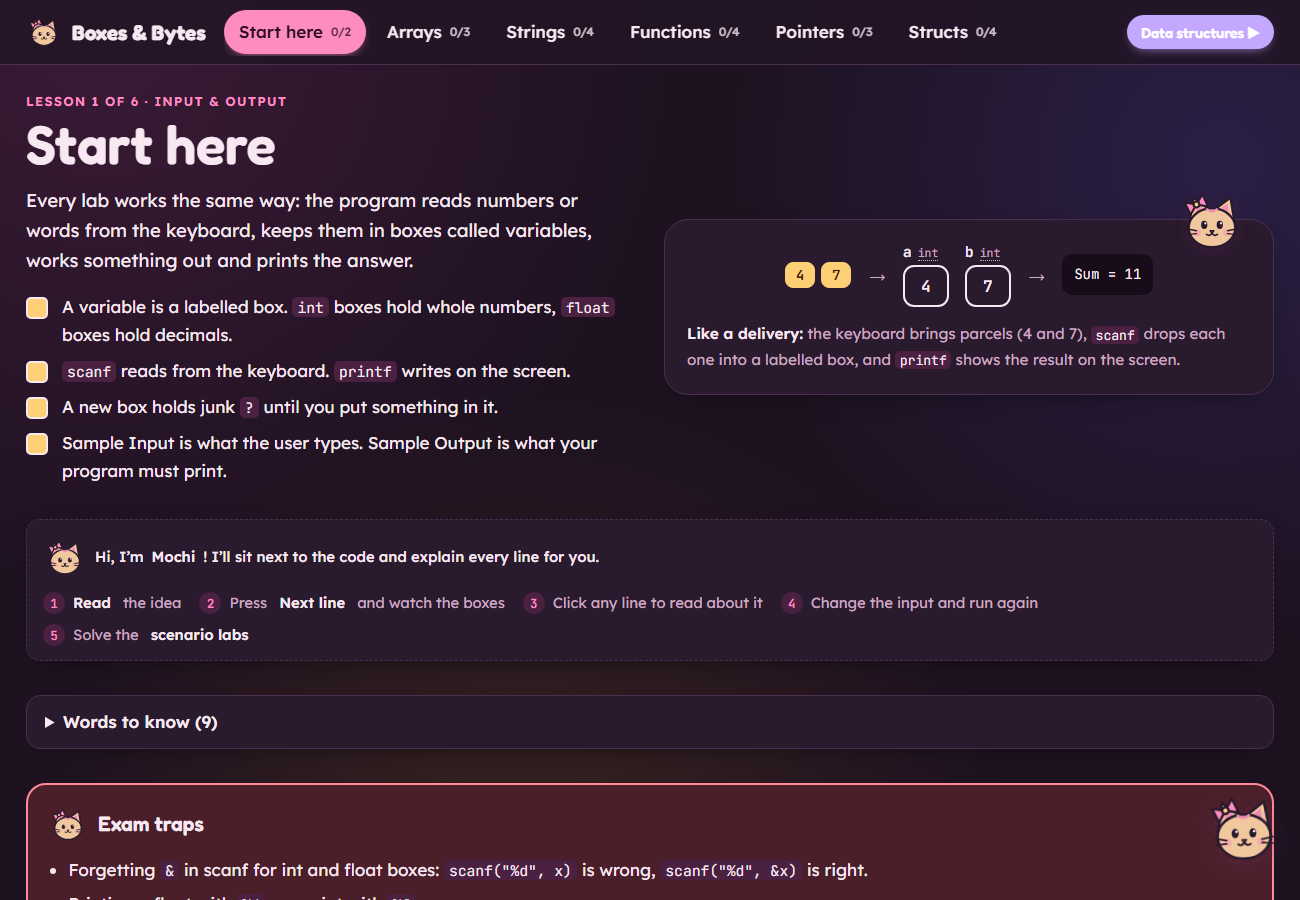 Boxes & Bytes Start here 0/2 Arrays 0/3 Strings 0/4 Functions 0/4 Pointers 0/3 Structs 0/4 Data structures ▶
LESSON 1 OF 6 · INPUT & OUTPUT
Start here
Every lab works the same way: the program reads numbers or
words from the keyboard, keeps them in boxes called variables,
works something out and prints the answer.
A variable is a labelled box. int boxes hold whole numbers, float
boxes hold decimals.
scanf reads from the keyboard. printf writes on the screen.
A new box holds junk ? until you put something in it.
Sample Input is what the user types. Sample Output is what your
program must print.
a int b int
4 7 → 4 7 → Sum = 11
Like a delivery: the keyboard brings parcels (4 and 7), scanf drops each
one into a labelled box, and printf shows the result on the screen.
Hi, I’m Mochi ! I’ll sit next to the code and explain every line for you.
1 Read the idea 2 Press Next line and watch the boxes 3 Click any line to read about it 4 Change the input and run again
5 Solve the scenario labs
▶ Words to know (9)
Exam traps
• Forgetting & in scanf for int and float boxes: scanf("%d", x) is wrong, scanf("%d", &x) is right.